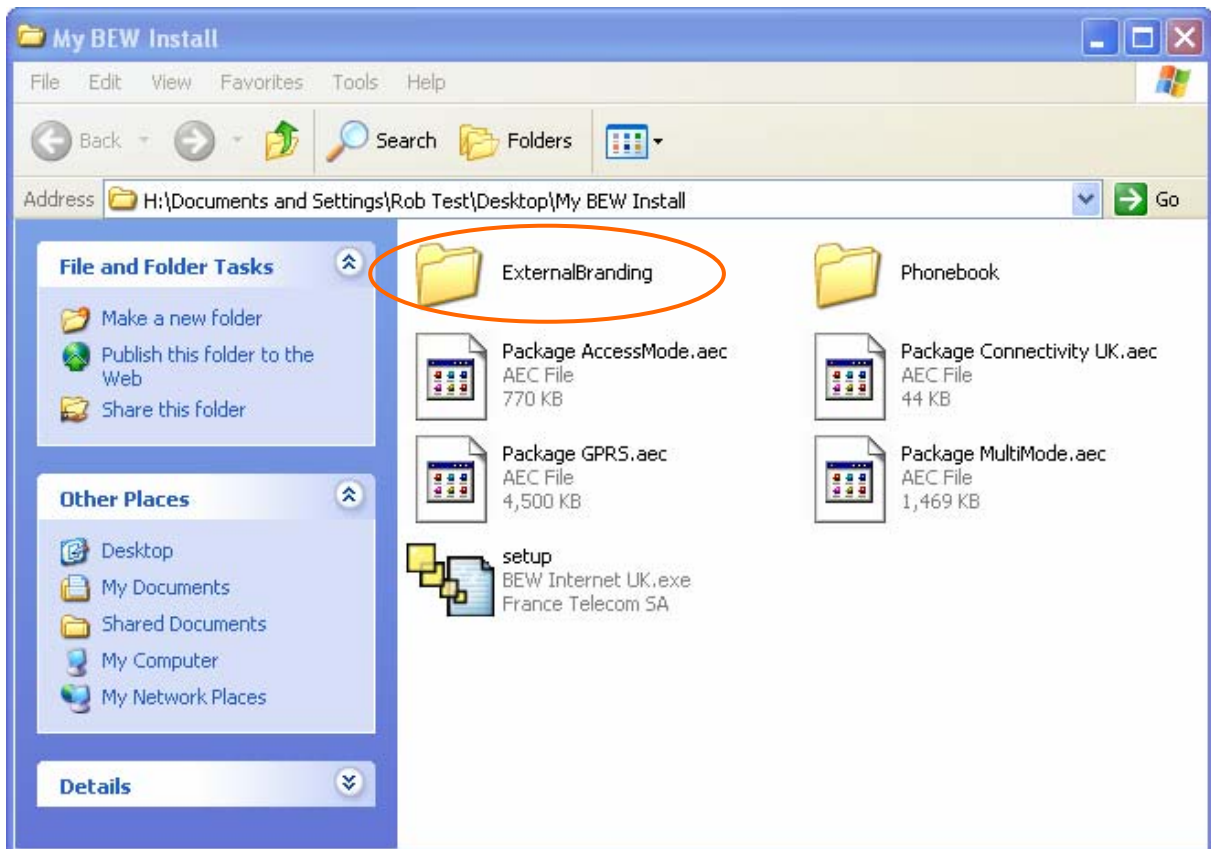 My BEW Install
File Edit View Favorites Tools Help
Back Search Folders
Address H:\Documents and Settings\Rob Test\Desktop\My BEW Install Go
File and Folder Tasks
Make a new folder
Publish this folder to the
Web
Share this folder
Other Places
Desktop
My Documents
Shared Documents
My Computer
My Network Places
Details
ExternalBranding
Phonebook
Package AccessMode.aec
AEC File
770 KB
Package Connectivity UK.aec
AEC File
44 KB
Package GPRS.aec
AEC File
4,500 KB
Package MultiMode.aec
AEC File
1,469 KB
setup
BEW Internet UK.exe
France Telecom SA